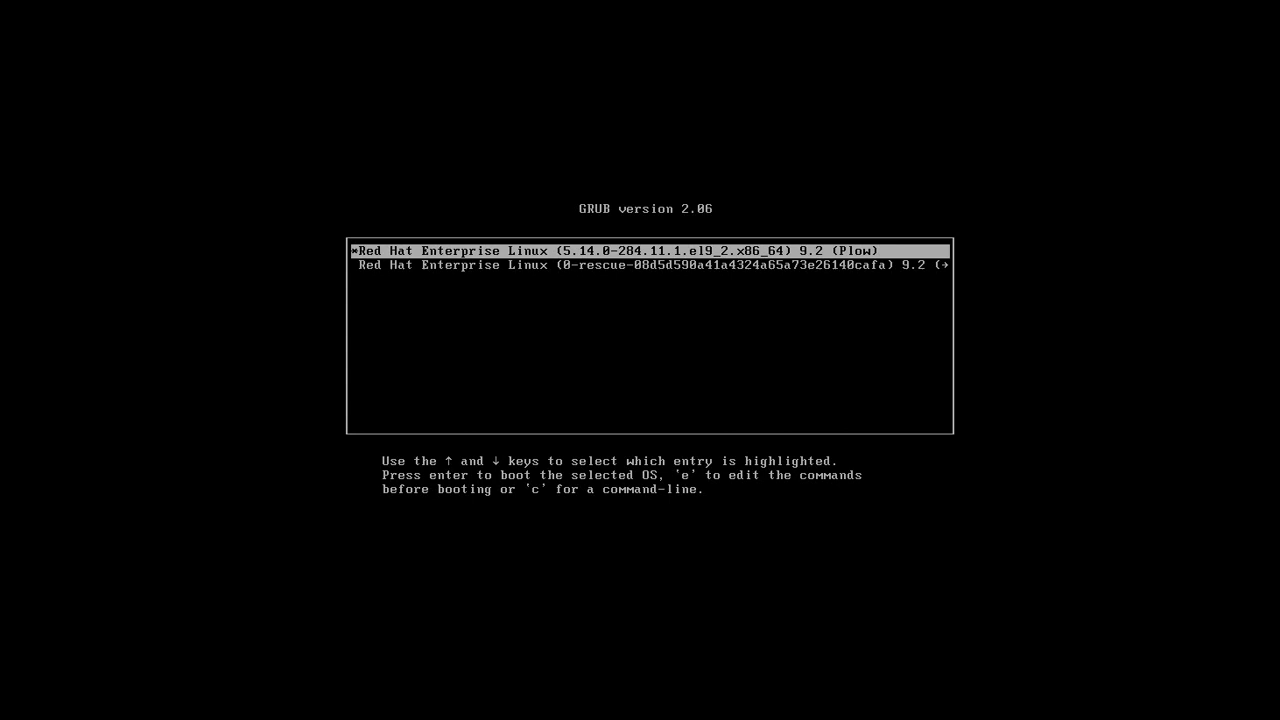 GRUB version 2.06
*Red Hat Enterprise Linux (5.14.0-284.11.1.el9_2.x86_64) 9.2 (Plow)
Red Hat Enterprise Linux (0-rescue-08d5d590a41a4324a65a73e26140cafa) 9.2 (→
Use the ↑ and ↓ keys to select which entry is highlighted.
Press enter to boot the selected OS, `e' to edit the commands
before booting or `c' for a command-line.